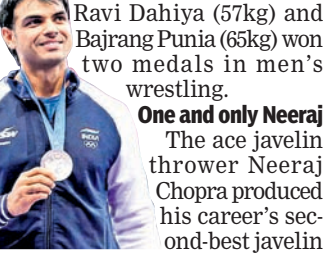 Ravi Dahiya (57kg) and
Bajrang Punia (65kg) won
two medals in men's
wrestling.
One and only Neeraj
The ace javelin
thrower Neeraj
Chopra produced
his career's sec-
ond-best javelin
INDIA